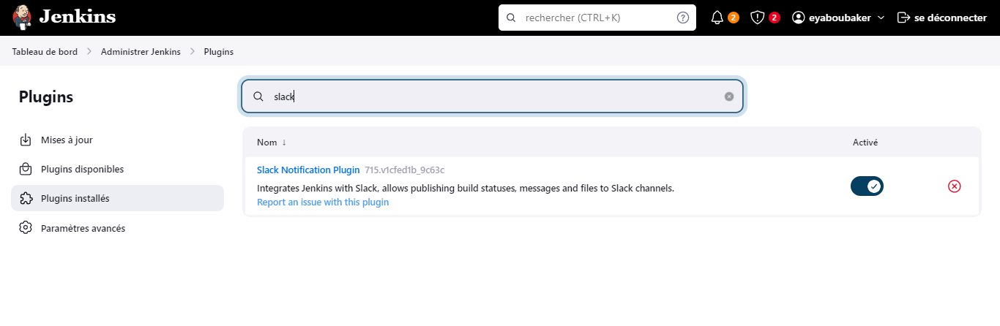 Jenkins
rechercher (CTRL+K)
2
2
eyaboubaker
se déconnecter
Tableau de bord
Administrer Jenkins
Plugins
Plugins
slack
Mises à jour
Plugins disponibles
Plugins installés
Paramètres avancés
Nom ↓
Activé
Slack Notification Plugin 715.v1cfed1b_9c63c
Integrates Jenkins with Slack, allows publishing build statuses, messages and files to Slack channels.
Report an issue with this plugin